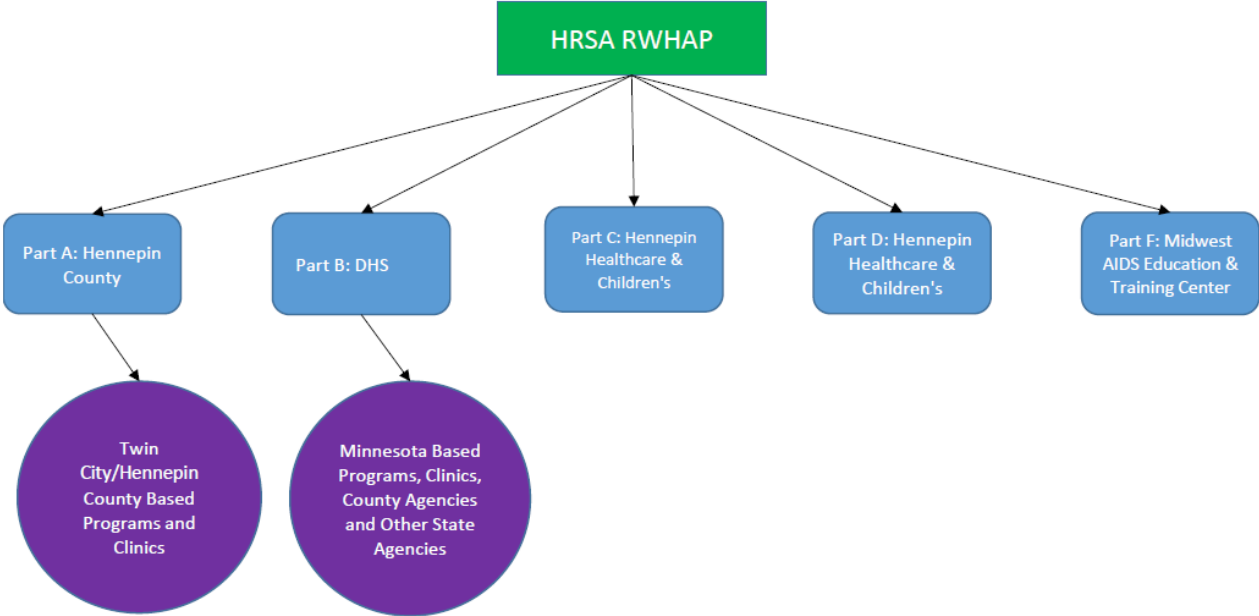 HRSA RWHAP
Part A: Hennepin
County
Part B: DHS
Part C: Hennepin
Healthcare &
Children's
Part D: Hennepin
Healthcare &
Children's
Part F: Midwest
AIDS Education &
Training Center
Twin
City/Hennepin
County Based
Programs and
Clinics
Minnesota Based
Programs, Clinics,
County Agencies
and Other State
Agencies